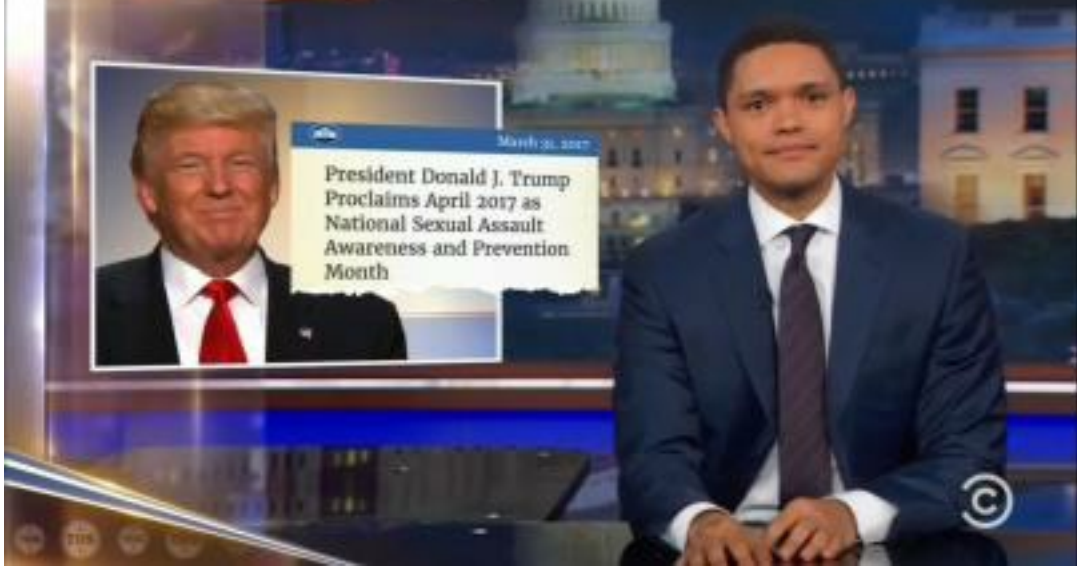 March 31, 2017
President Donald J. Trump
Proclaims April 2017 as
National Sexual Assault
Awareness and Prevention
Month